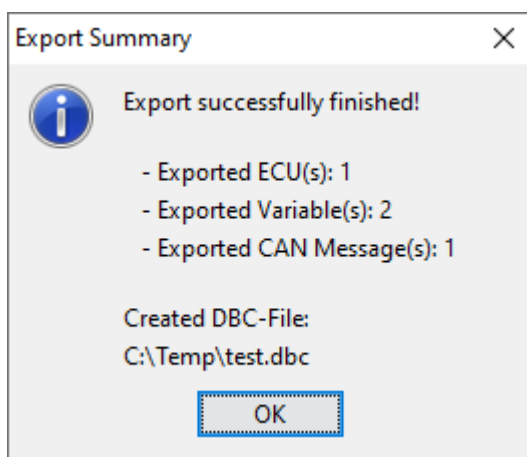 Export Summary
Export successfully finished!
- Exported ECU(s): 1
- Exported Variable(s): 2
- Exported CAN Message(s): 1
Created DBC-File:
C:\Temp\test.dbc
OK